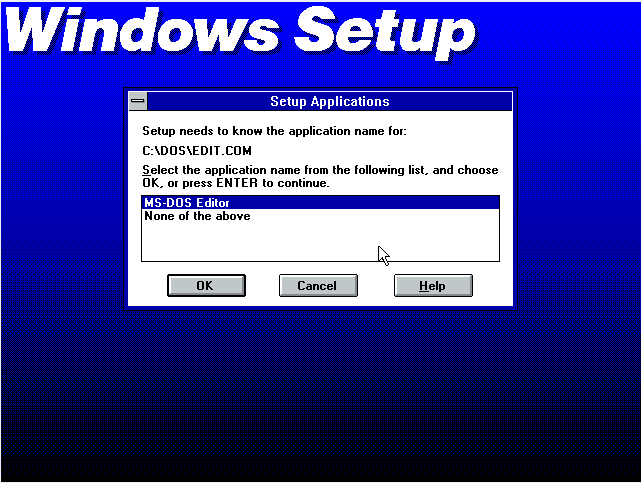 Windows Setup
Setup Applications
Setup needs to know the application name for:
C:\DOS\EDIT.COM
Select the application name from the following list, and choose
OK, or press ENTER to continue.
MS-DOS Editor
None of the above
OK Cancel Help